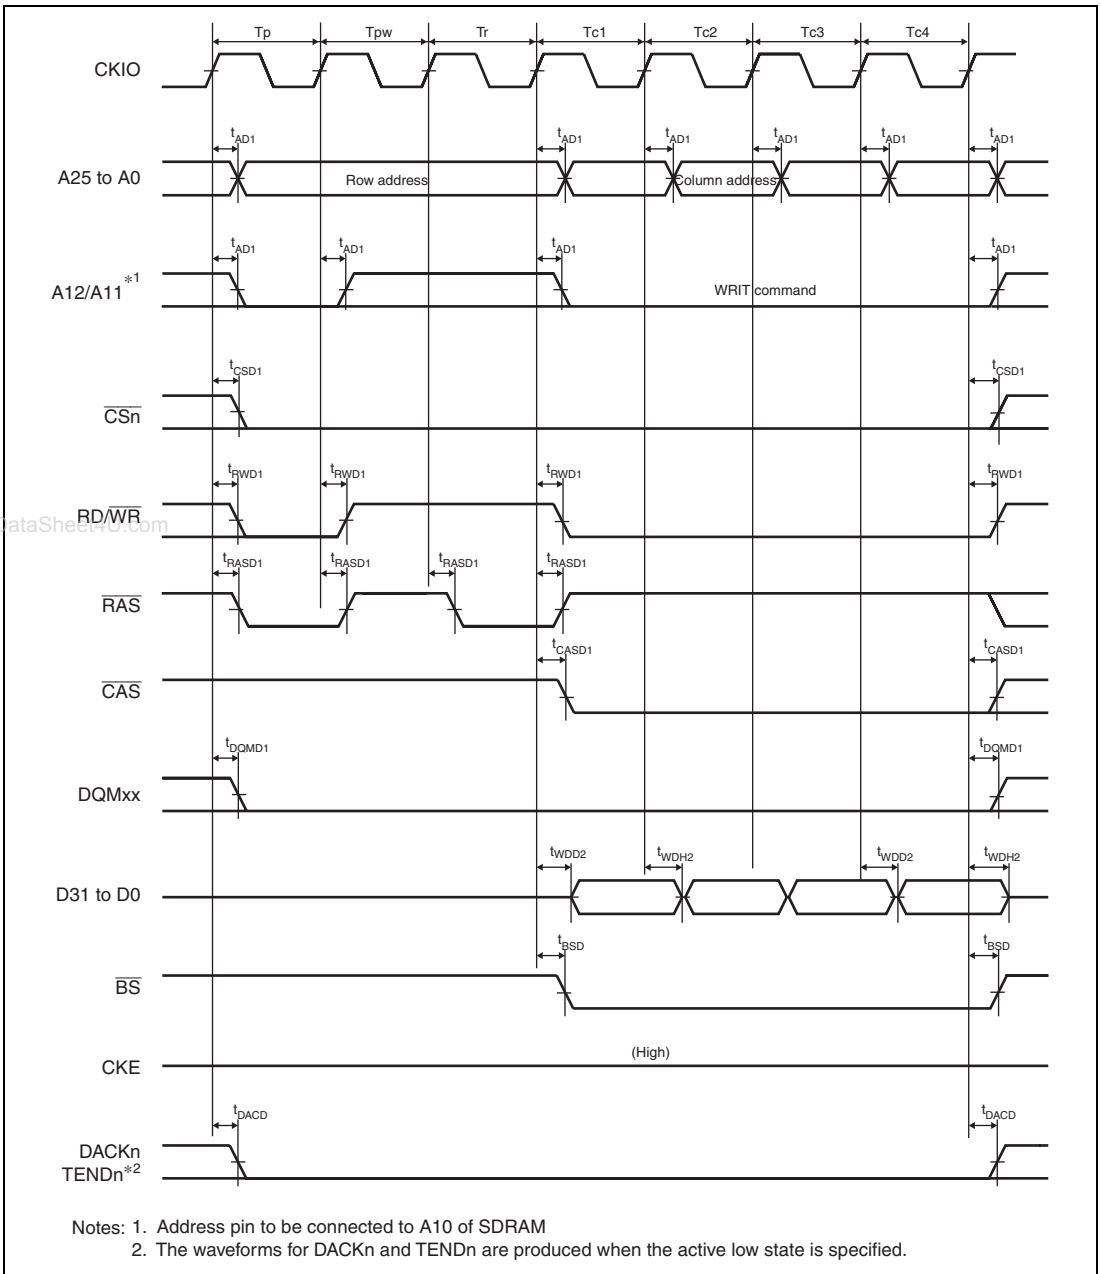 Tp Tpw Tr Tc1 Tc2 Tc3 Tc4
CKIO
tAD1 tAD1 tAD1 tAD1 tAD1 tAD1
A25 to A0 Row address Column address
tAD1 tAD1 tAD1 tAD1
A12/A11*1 WRIT command
tCSD1 tCSD1
CSn
tRWD1 tRWD1 tRWD1 tRWD1
RD/WR
DataSheet4U.com
tRASD1 tRASD1 tRASD1 tRASD1
RAS
tCASD1 tCASD1
CAS
tDQMD1 tDQMD1
DQMxx
tWDD2 tWDH2 tWDD2 tWDH2
D31 to D0
tBSD tBSD
BS
(High)
CKE
tDACD tDACD
DACKn
TENDn*2
Notes: 1. Address pin to be connected to A10 of SDRAM
2. The waveforms for DACKn and TENDn are produced when the active low state is specified.